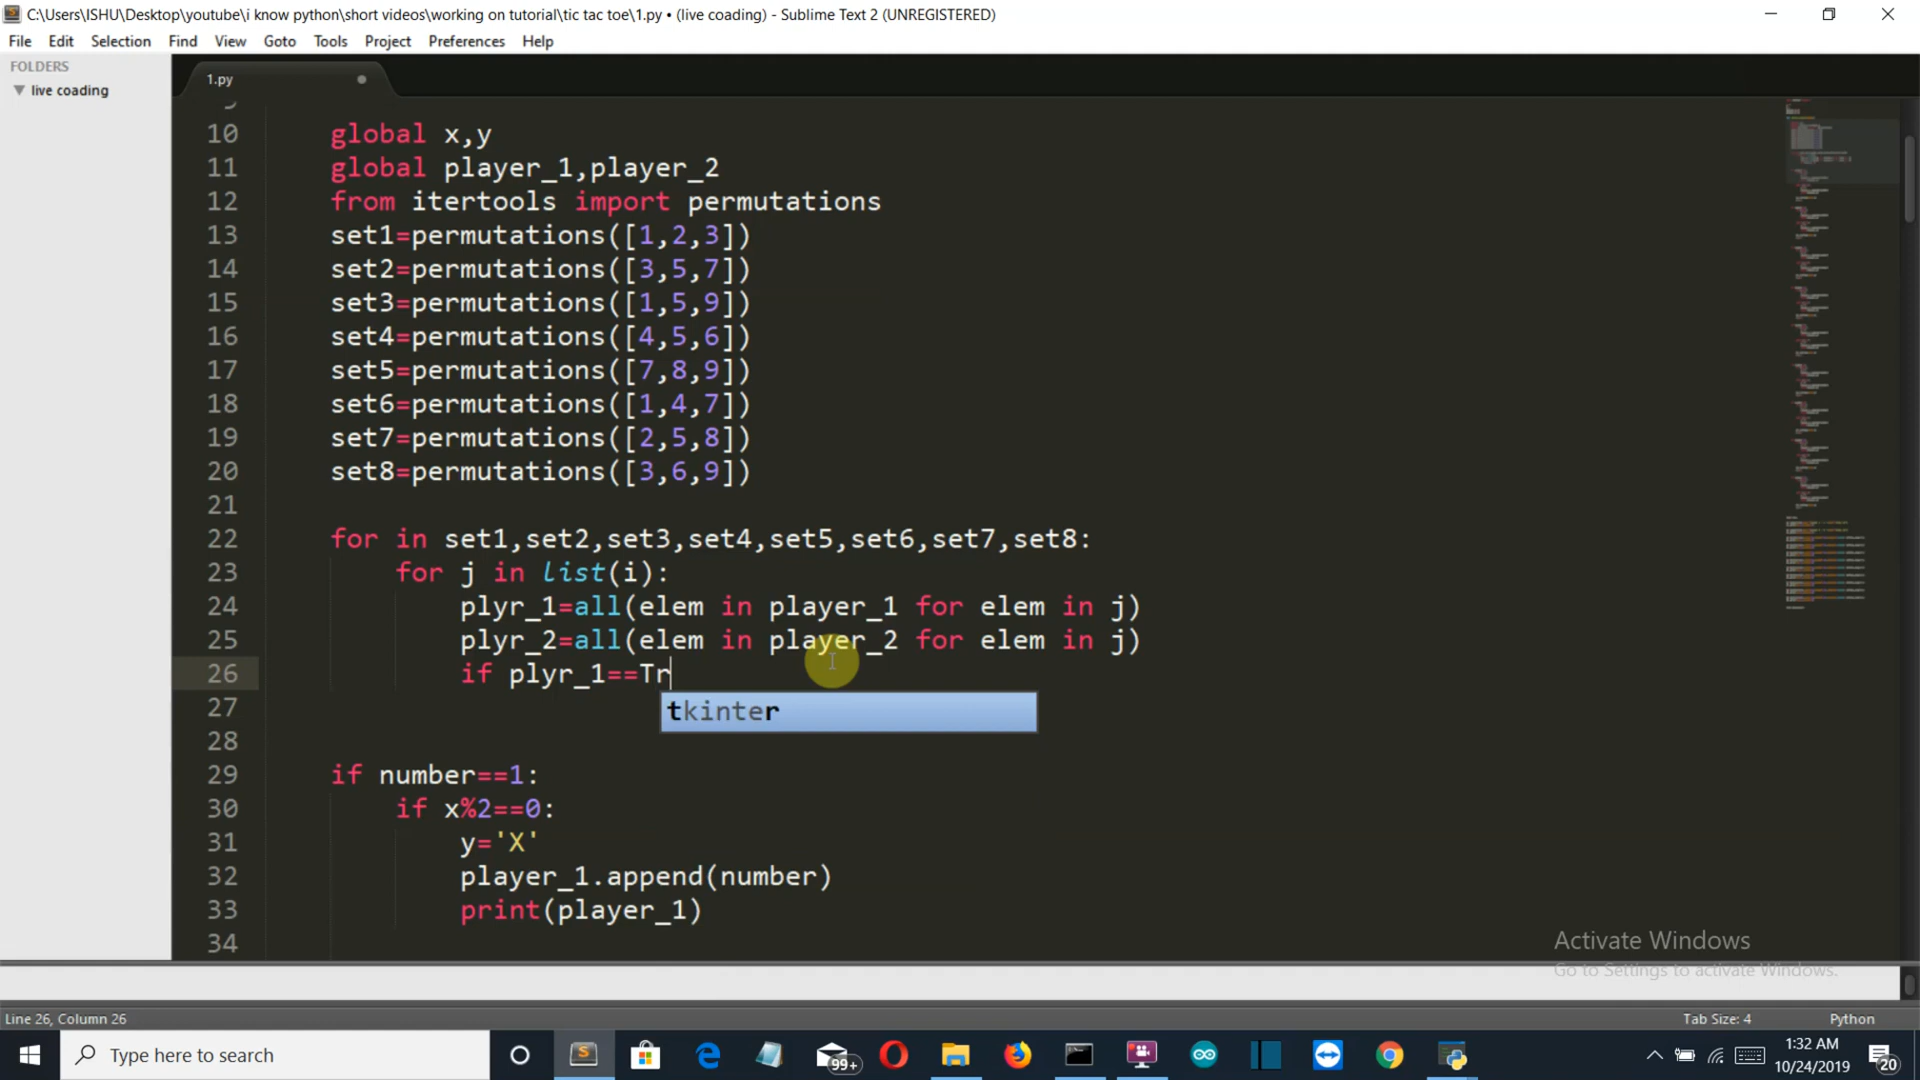 C:\Users\ISHU\Desktop\youtube\i know python\short videos\working on tutorial\tic tac toe\1.py • (live coading) - Sublime Text 2 (UNREGISTERED)
File Edit Selection Find View Goto Tools Project Preferences Help
FOLDERS
live coading
1.py
10 global x,y
11 global player_1,player_2
12 from itertools import permutations
13 set1=permutations([1,2,3])
14 set2=permutations([3,5,7])
15 set3=permutations([1,5,9])
16 set4=permutations([4,5,6])
17 set5=permutations([7,8,9])
18 set6=permutations([1,4,7])
19 set7=permutations([2,5,8])
20 set8=permutations([3,6,9])
21
22 for in set1,set2,set3,set4,set5,set6,set7,set8:
23 for j in list(i):
24 plyr_1=all(elem in player_1 for elem in j)
25 plyr_2=all(elem in player_2 for elem in j)
26 if plyr_1==Tr
tkinter
27
28
29 if number==1:
30 if x%2==0:
31 y='X'
32 player_1.append(number)
33 print(player_1)
34
Activate Windows
Go to Settings to activate Windows.
Line 26, Column 26 Tab Size: 4 Python
Type here to search
99+
1:32 AM
10/24/2019
20